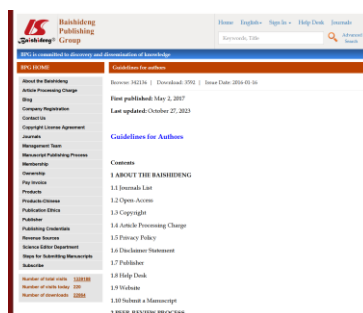 Baishideng
Publishing
Group
Baishideng®
Home English Sign In Help Desk Journals
Keywords, Title
Advanced
Search
BPG is committed to discovery and dissemination of knowledge
BPG HOME
About the Baishideng
Article Processing Charge
Blog
Company Registration
Contact Us
Copyright License Agreement
Journals
Management Team
Manuscript Publishing Process
Membership
Ownership
Pay Invoice
Products
Products-Chinese
Publication Ethics
Publisher
Publishing Credentials
Revenue Sources
Science Editor Department
Steps for Submitting Manuscripts
Subscribe
Number of total visits
Number of visits today
Number of downloads
Guidelines for authors
Browse: 342134 | Download: 3592 | Issue Date: 2016-01-16
First published: May 2, 2017
Last updated: October 27, 2023
Guidelines for Authors
Contents
1 ABOUT THE BAISHIDENG
1.1 Journals List
1.2 Open-Access
1.3 Copyright
1.4 Article Processing Charge
1.5 Privacy Policy
1.6 Disclaimer Statement
1.7 Publisher
1.8 Help Desk
1.9 Website
1.10 Submit a Manuscript
2 PEER-REVIEW PROCESS